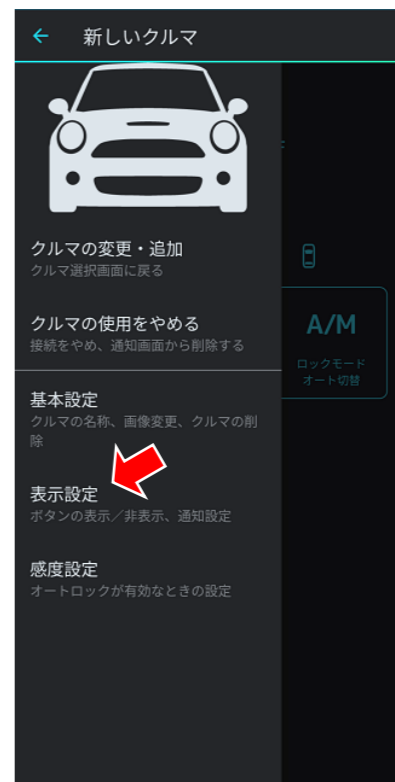 新しいクルマ
クルマの変更・追加
クルマ選択画面に戻る
クルマの使用をやめる
接続をやめ、通知画面から削除する
A/M
ロックモード
オート切替
基本設定
クルマの名称、画像変更、クルマの削
除
表示設定
ボタンの表示／非表示、通知設定
感度設定
オートロックが有効なときの設定